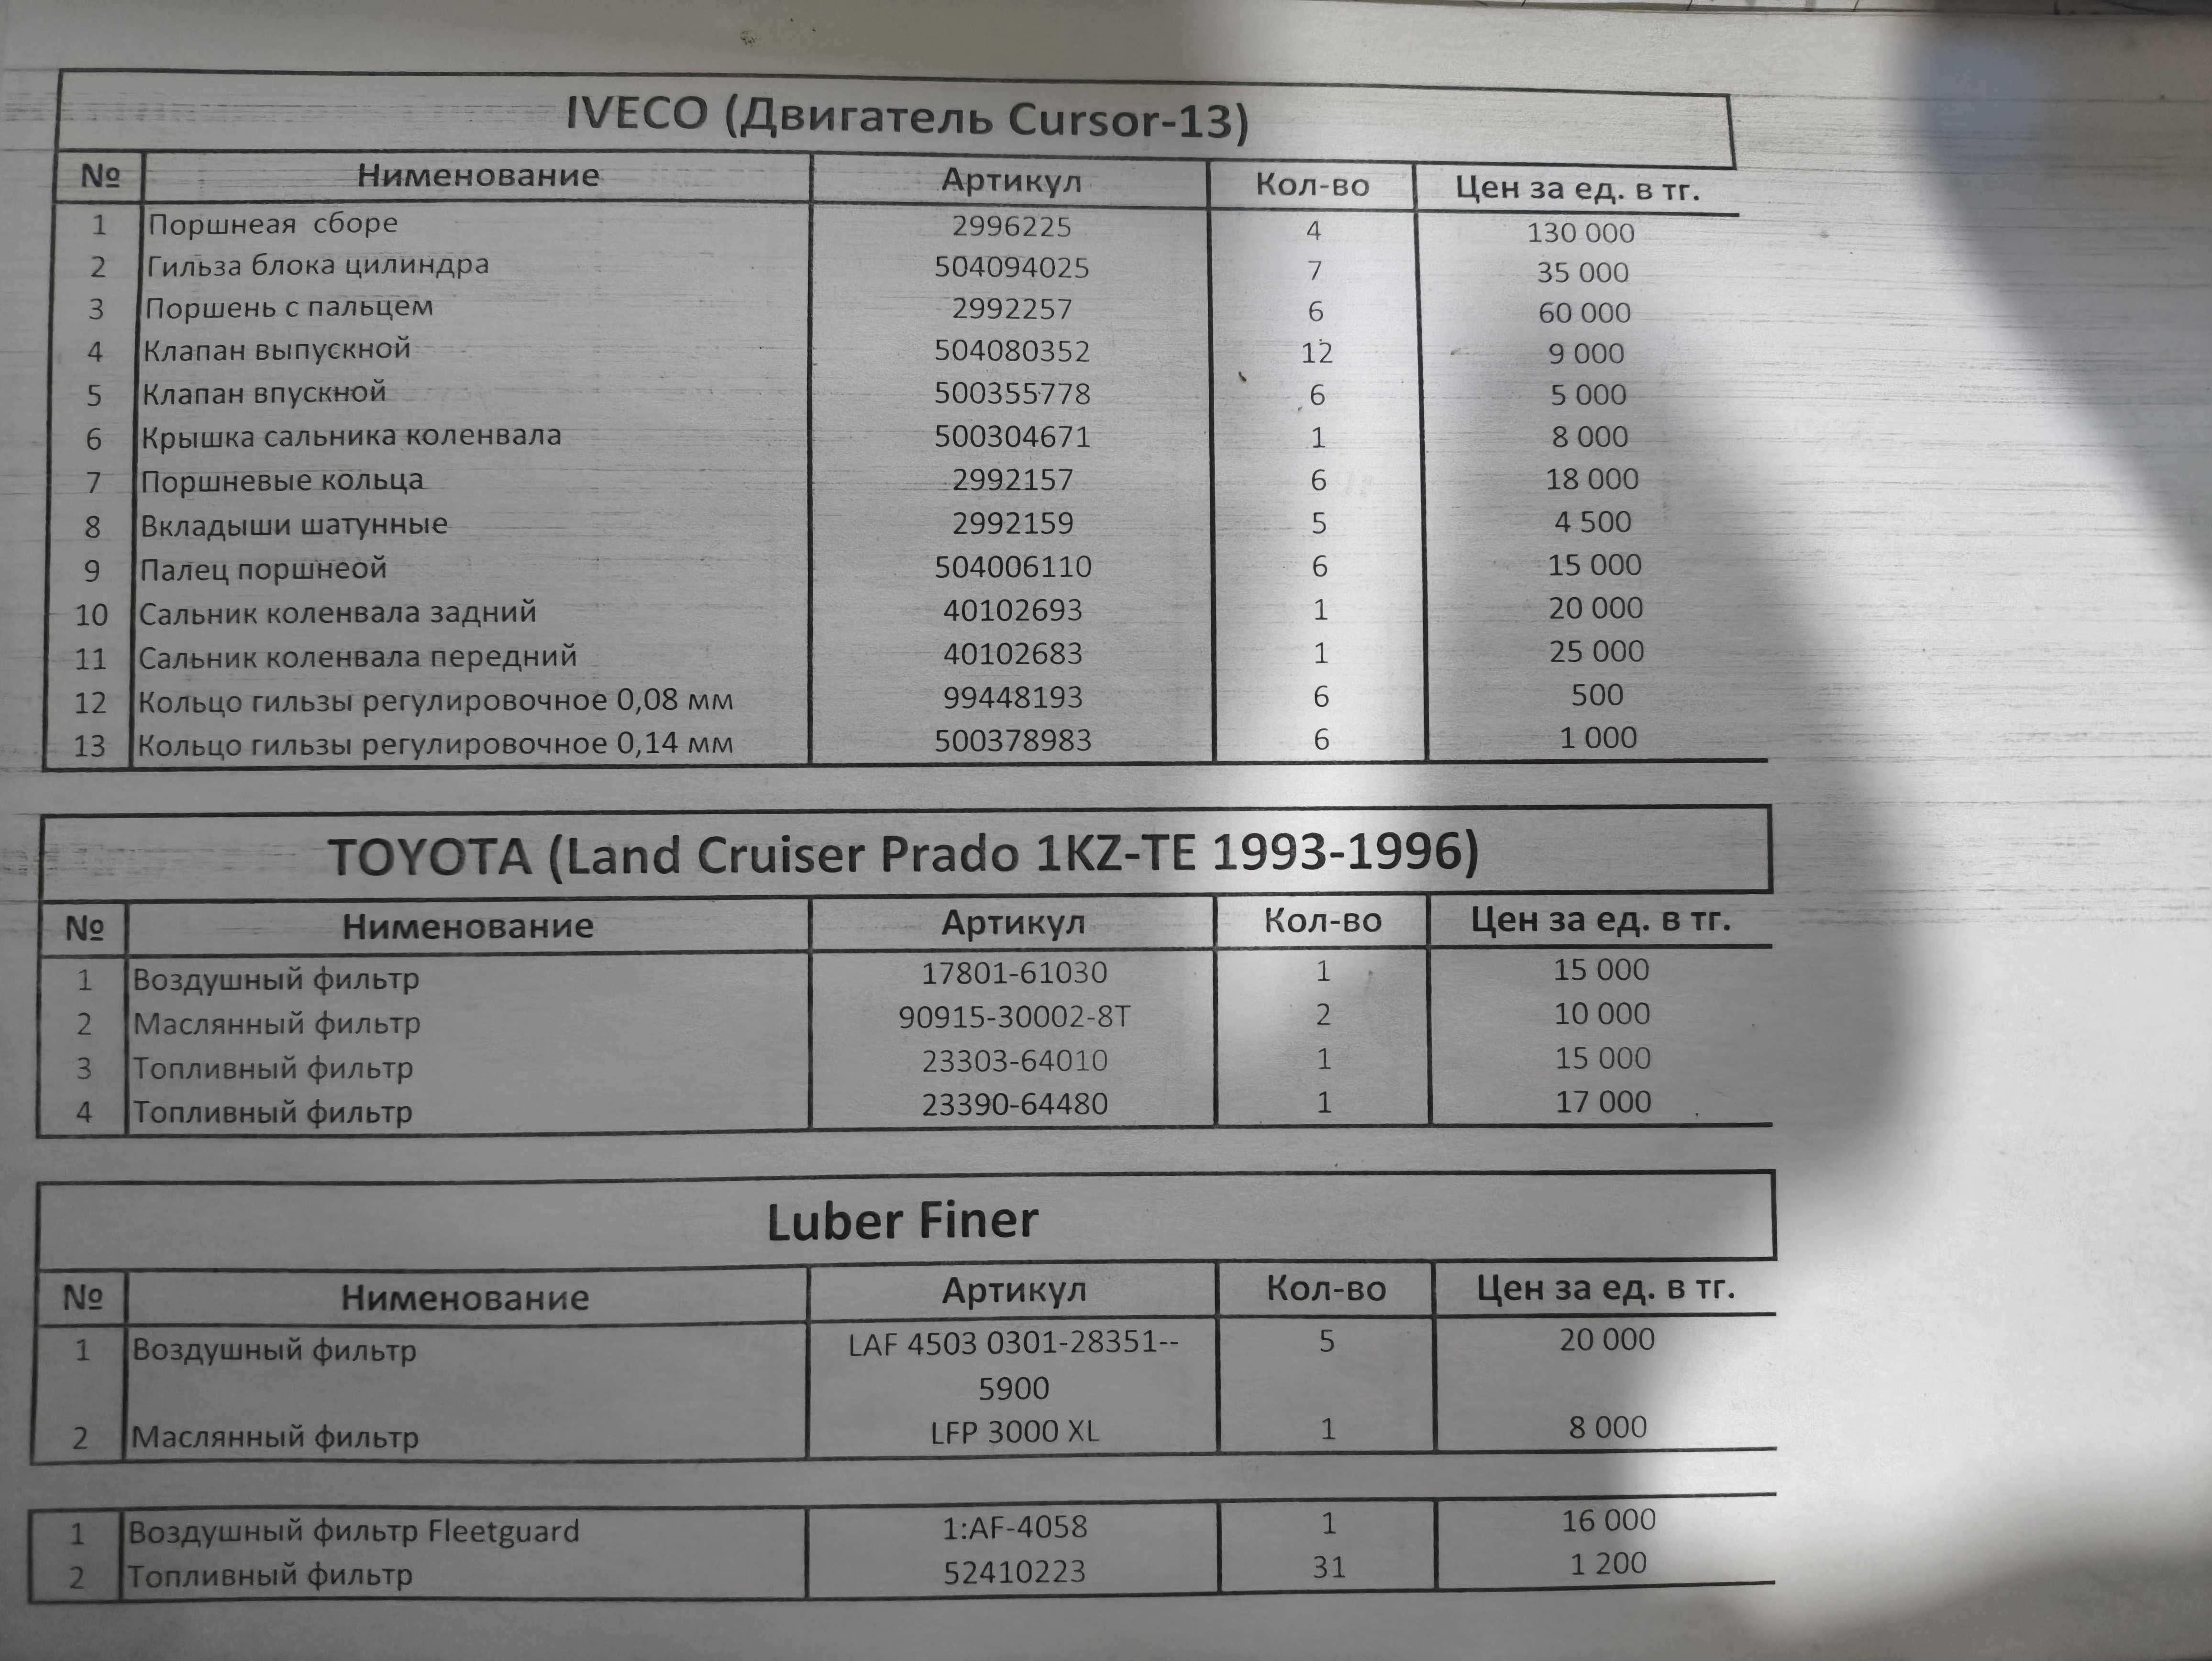 IVECO (Двигатель Cursor-13)
№ Нименование Артикул Кол-во Цен за ед. в тг.
1 Поршнеая сборе 2996225 4 130 000
2 Гильза блока цилиндра 504094025 7 35 000
3 Поршень с пальцем 2992257 6 60 000
4 Клапан выпускной 504080352 12 9 000
5 Клапан впускной 500355778 6 5 000
6 Крышка сальника коленвала 500304671 1 8 000
7 Поршневые кольца 2992157 6 18 000
8 Вкладыши шатунные 2992159 5 4 500
9 Палец поршнеой 504006110 6 15 000
10 Сальник коленвала задний 40102693 1 20 000
11 Сальник коленвала передний 40102683 1 25 000
12 Кольцо гильзы регулировочное 0,08 мм 99448193 6 500
13 Кольцо гильзы регулировочное 0,14 мм 500378983 6 1 000
TOYOTA (Land Cruiser Prado 1KZ-TE 1993-1996)
№ Нименование Артикул Кол-во Цен за ед. в тг.
1 Воздушный фильтр 17801-61030 1 15 000
2 Маслянный фильтр 90915-30002-8T 2 10 000
3 Топливный фильтр 23303-64010 1 15 000
4 Топливный фильтр 23390-64480 1 17 000
Luber Finer
№ Нименование Артикул Кол-во Цен за ед. в тг.
1 Воздушный фильтр LAF 4503 0301-28351-- 5 20 000
5900
2 Маслянный фильтр LFP 3000 XL 1 8 000
1 Воздушный фильтр Fleetguard 1:AF-4058 1 16 000
2 Топливный фильтр 52410223 31 1 200